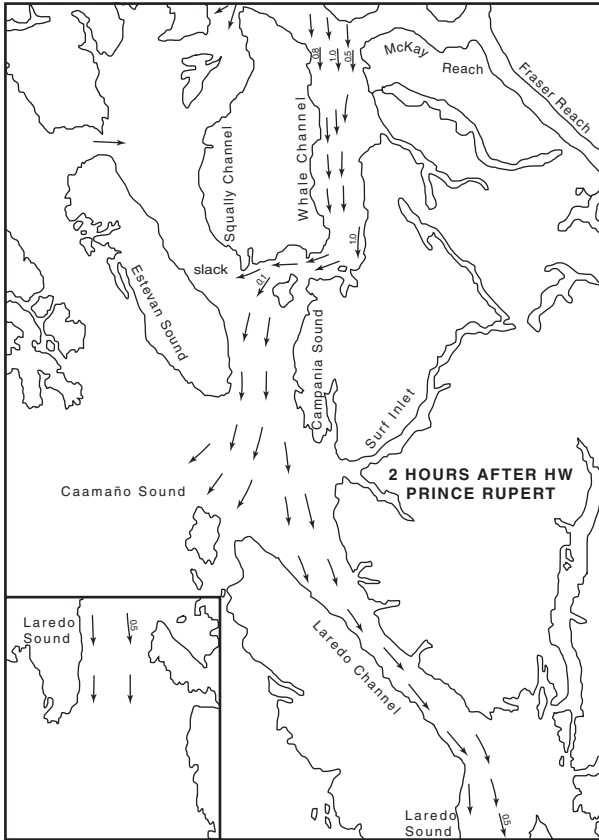 0.8
1.0
0.5
McKay
Reach
Fraser Reach
Squally Channel
Whale Channel
1.0
slack
0.1
Estevan Sound
Campania Sound
Surf Inlet
2 HOURS AFTER HW
PRINCE RUPERT
Caamaño Sound
Laredo
Sound
0.5
Laredo Channel
Laredo
Sound
0.5